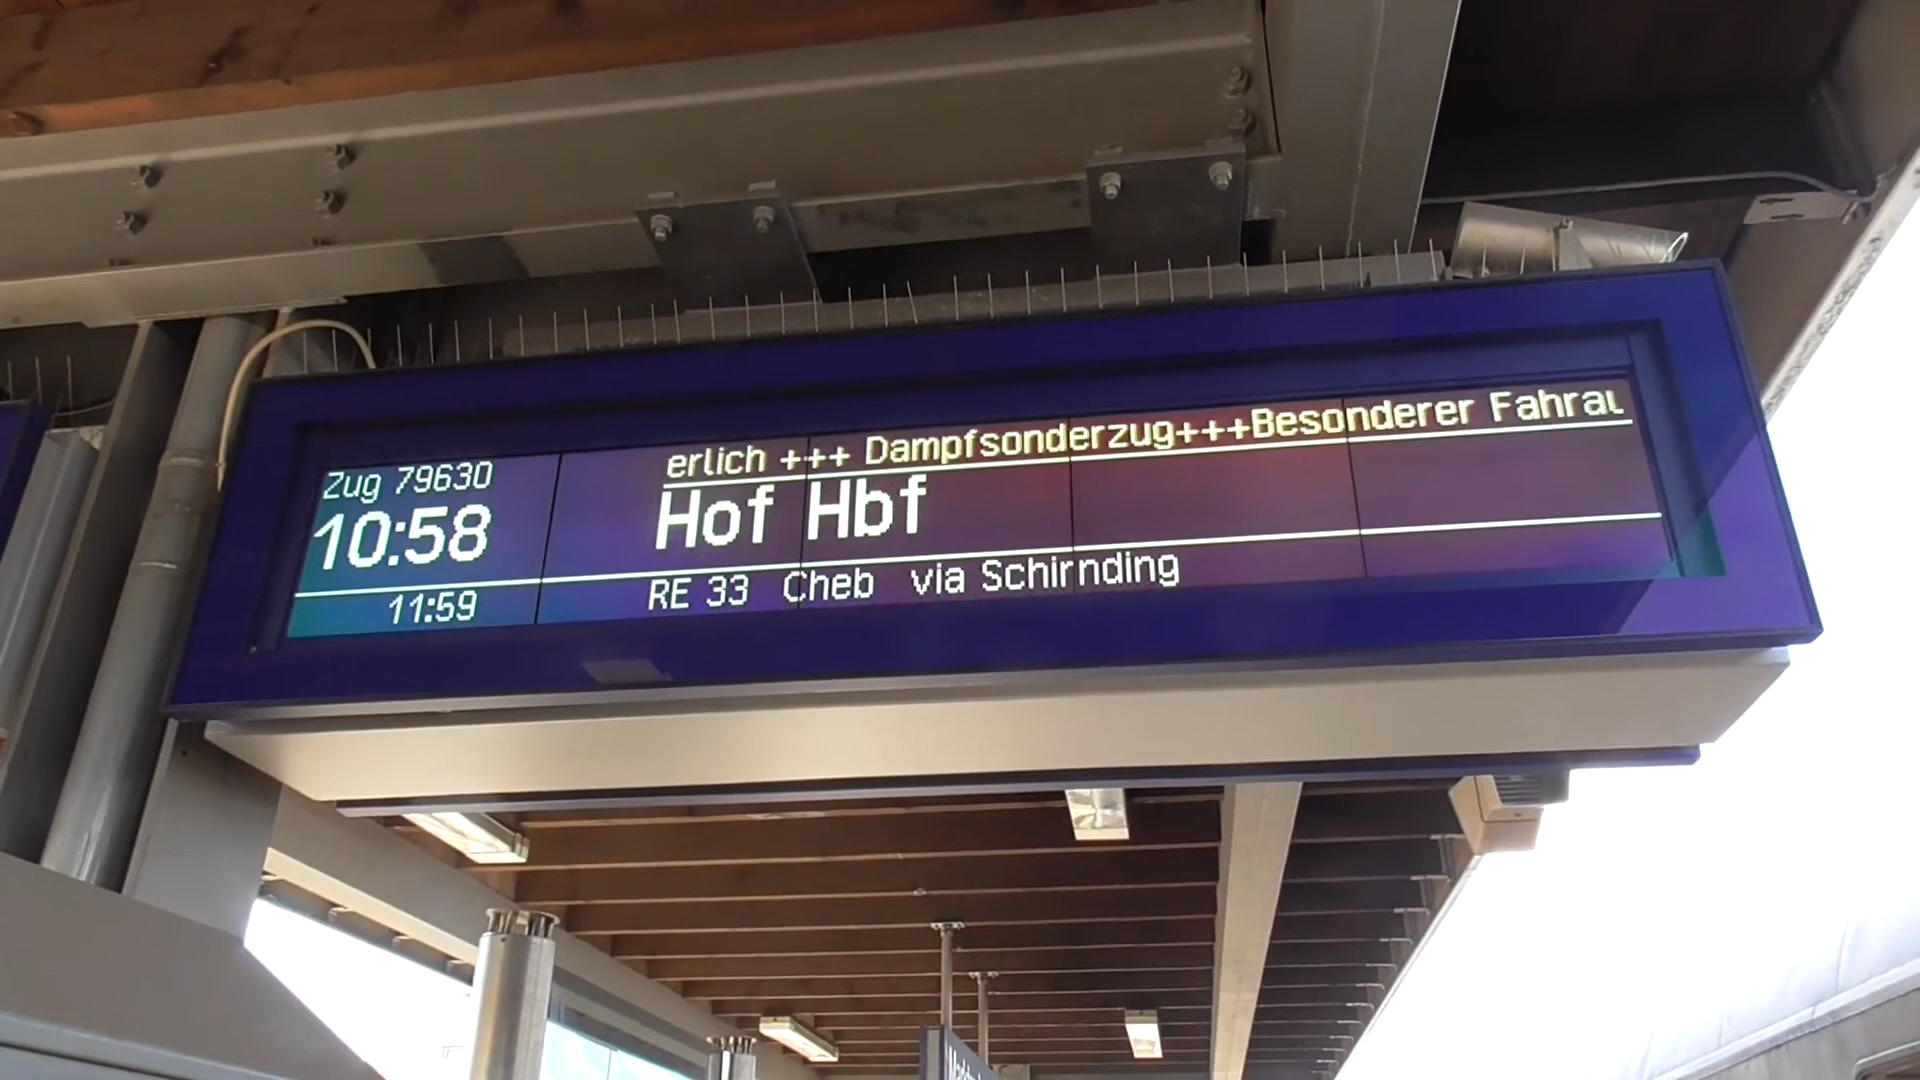 erlich +++ Dampfsonderzug+++Besonderer Fahrau
Zug 79630
10:58 Hof Hbf
11:59 RE 33 Cheb via Schirnding